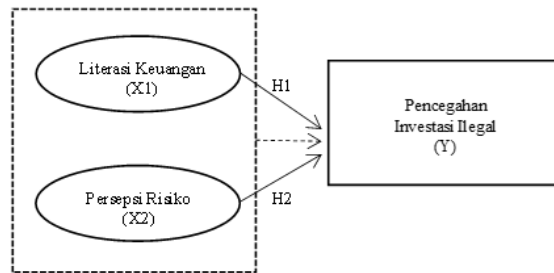 Literasi Keuangan
(X1)
H1
Pencegahan
Investasi Ilegal
(Y)
Persepsi Risiko
(X2)
H2